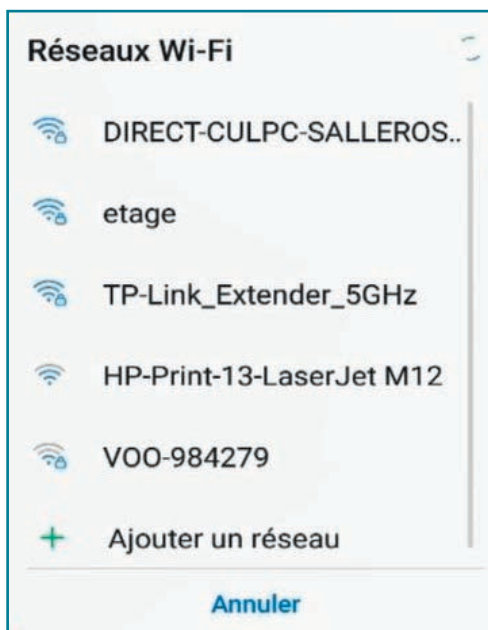 Réseaux Wi-Fi
DIRECT-CULPC-SALLEROS..
etage
TP-Link_Extender_5GHz
HP-Print-13-LaserJet M12
VOO-984279
Ajouter un réseau
Annuler